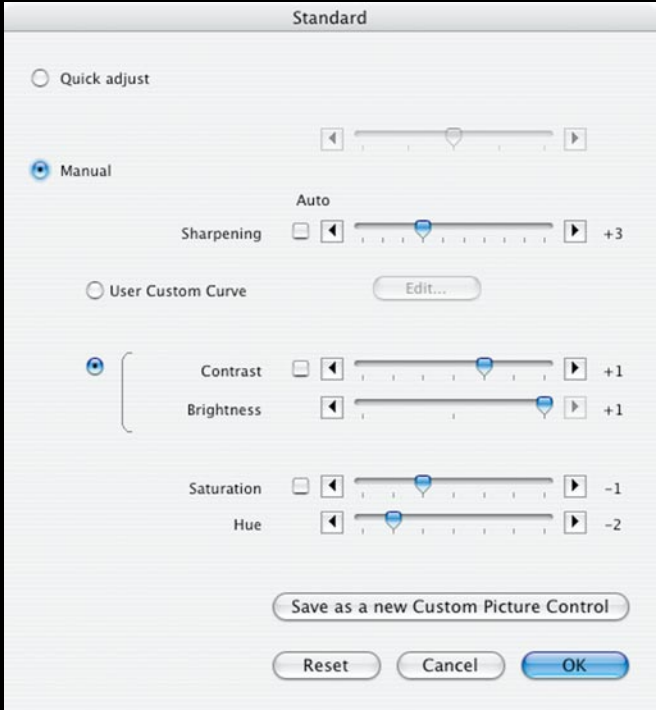 Standard
Quick adjust
Manual
Auto
Sharpening +3
User Custom Curve Edit...
Contrast +1
Brightness +1
Saturation -1
Hue -2
Save as a new Custom Picture Control
Reset Cancel OK